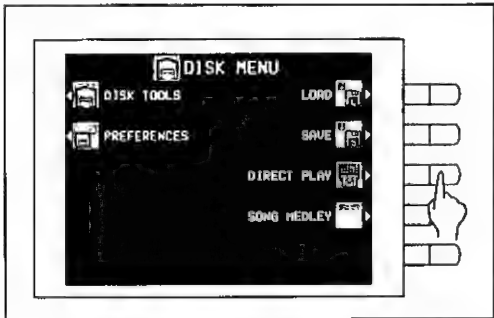 DISK MENU
DISK TOOLS
LOAD
PREFERENCES
SAVE
DIRECT PLAY
SONG MEDLEY